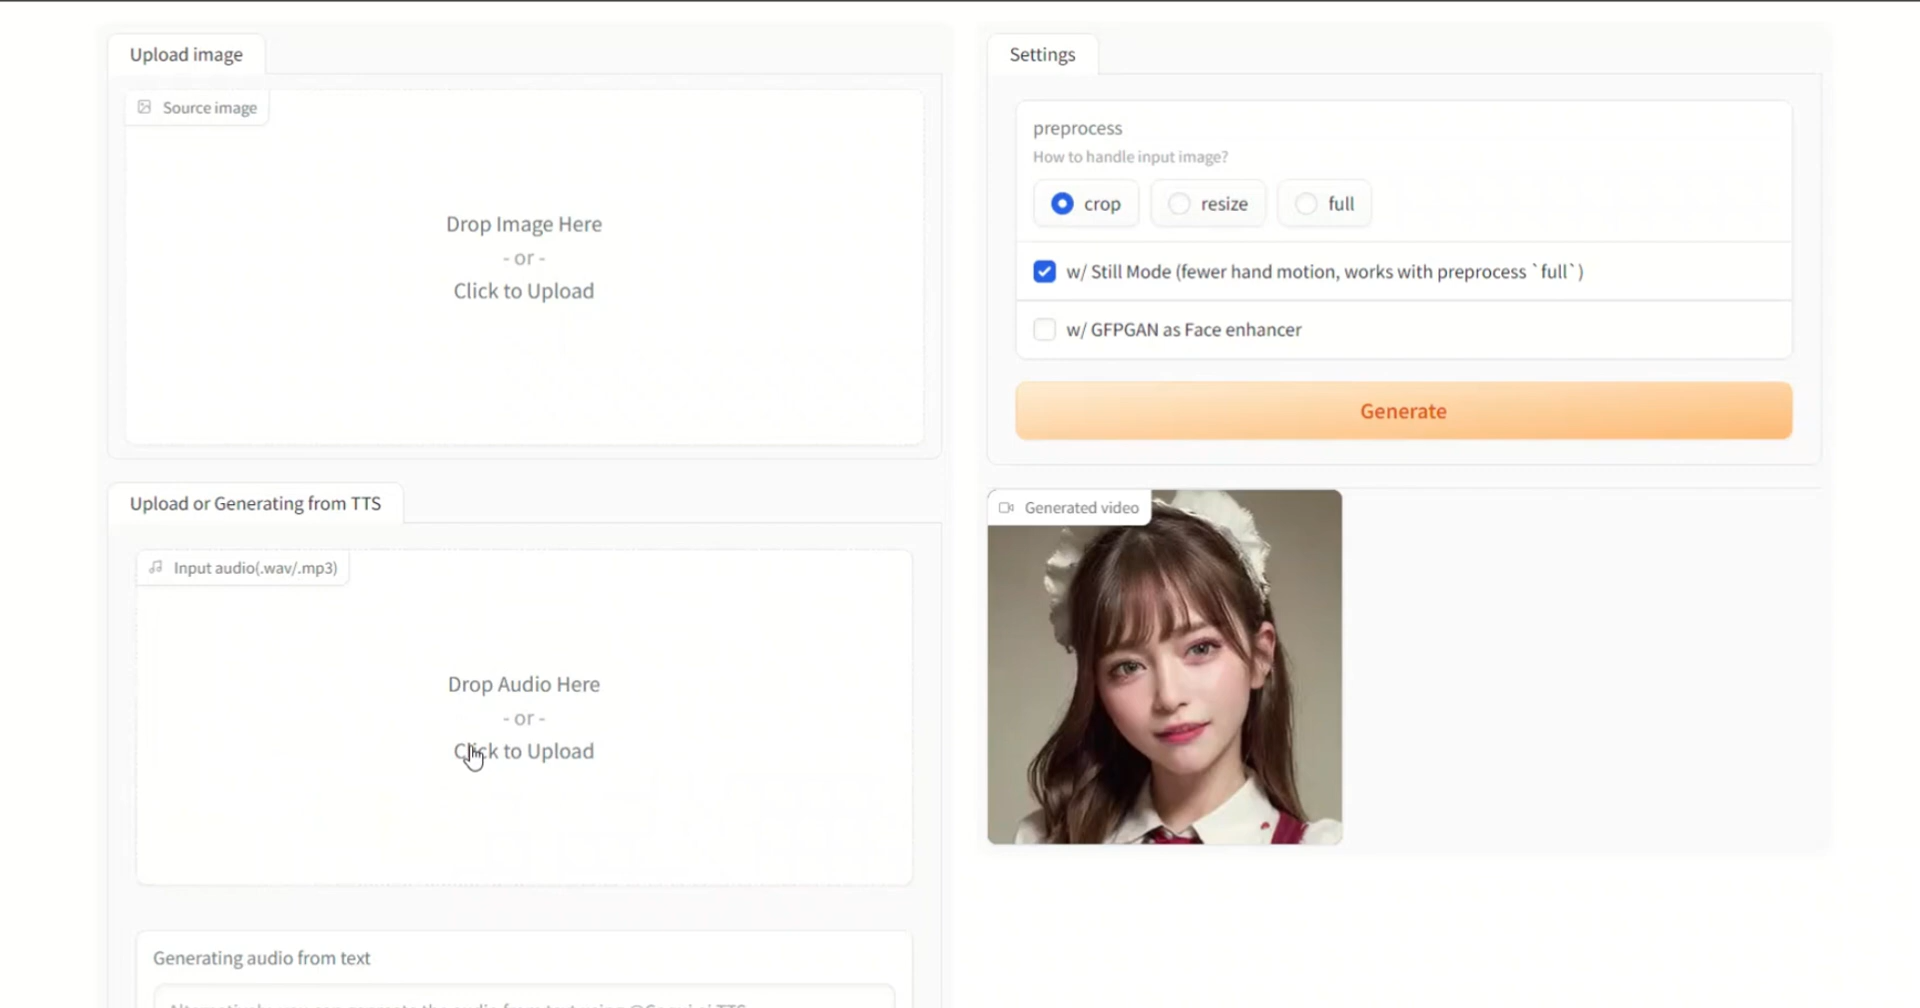 Upload image
Source image
Drop Image Here
- or -
Click to Upload
Upload or Generating from TTS
Input audio(.wav/.mp3)
Drop Audio Here
- or -
Click to Upload
Generating audio from text
Settings
preprocess
How to handle input image?
crop
resize
full
w/ Still Mode (fewer hand motion, works with preprocess `full`)
w/ GFPGAN as Face enhancer
Generate
Generated video